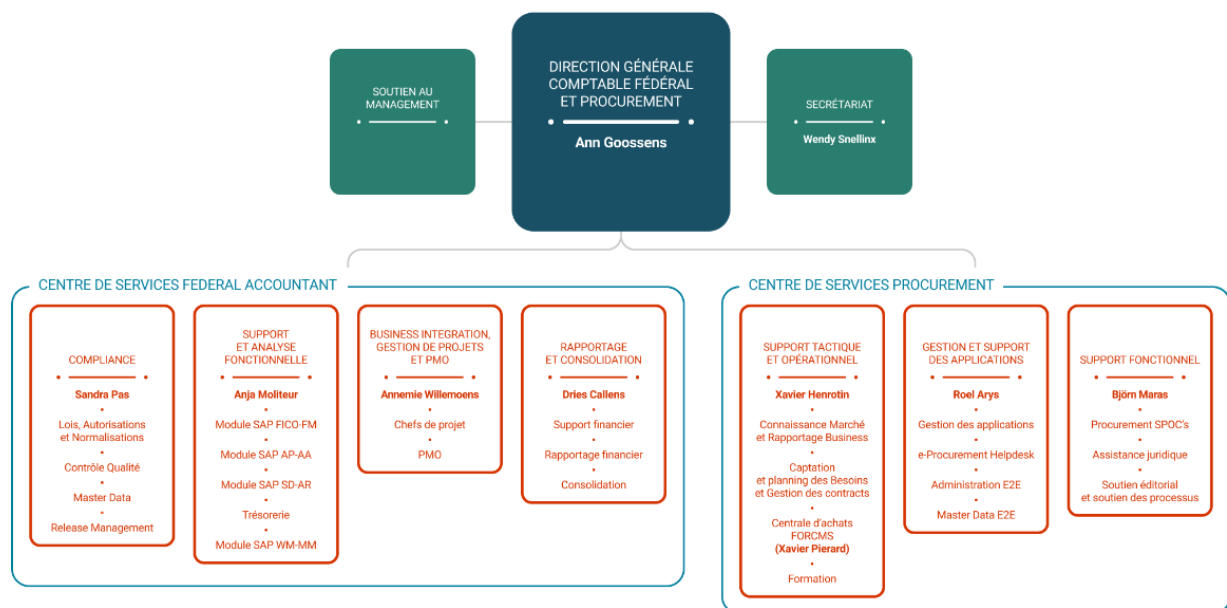 DIRECTION GÉNÉRALE
COMPTABLE FÉDÉRAL
ET PROCUREMENT
Ann Goossens
SOUTIEN AU
MANAGEMENT
SECRÉTARIAT
Wendy Snellinx
CENTRE DE SERVICES FEDERAL ACCOUNTANT
COMPLIANCE
Sandra Pas
Lois, Autorisations
et Normalisations
Contrôle Qualité
Master Data
Release Management
SUPPORT
ET ANALYSE
FONCTIONNELLE
Anja Moliteur
Module SAP FICO-FM
Module SAP AP-AA
Module SAP SD-AR
Trésorerie
Module SAP WM-MM
BUSINESS INTEGRATION,
GESTION DE PROJETS
ET PMO
Annemie Willemoens
Chefs de projet
PMO
RAPPORTAGE
ET CONSOLIDATION
Dries Callens
Support financier
Rapportage financier
Consolidation
CENTRE DE SERVICES PROCUREMENT
SUPPORT TACTIQUE
ET OPÉRATIONNEL
Xavier Henrotin
Connaissance Marché
et Rapportage Business
Captation
et planning des Besoins
et Gestion des contracts
Centrale d'achats
FORCMS
(Xavier Pierard)
Formation
GESTION ET SUPPORT
DES APPLICATIONS
Roel Arys
Gestion des applications
e-Procurement Helpdesk
Administration E2E
Master Data E2E
SUPPORT FONCTIONNEL
Björn Maras
Procurement SPOC's
Assistance juridique
Soutien éditorial
et soutien des processus